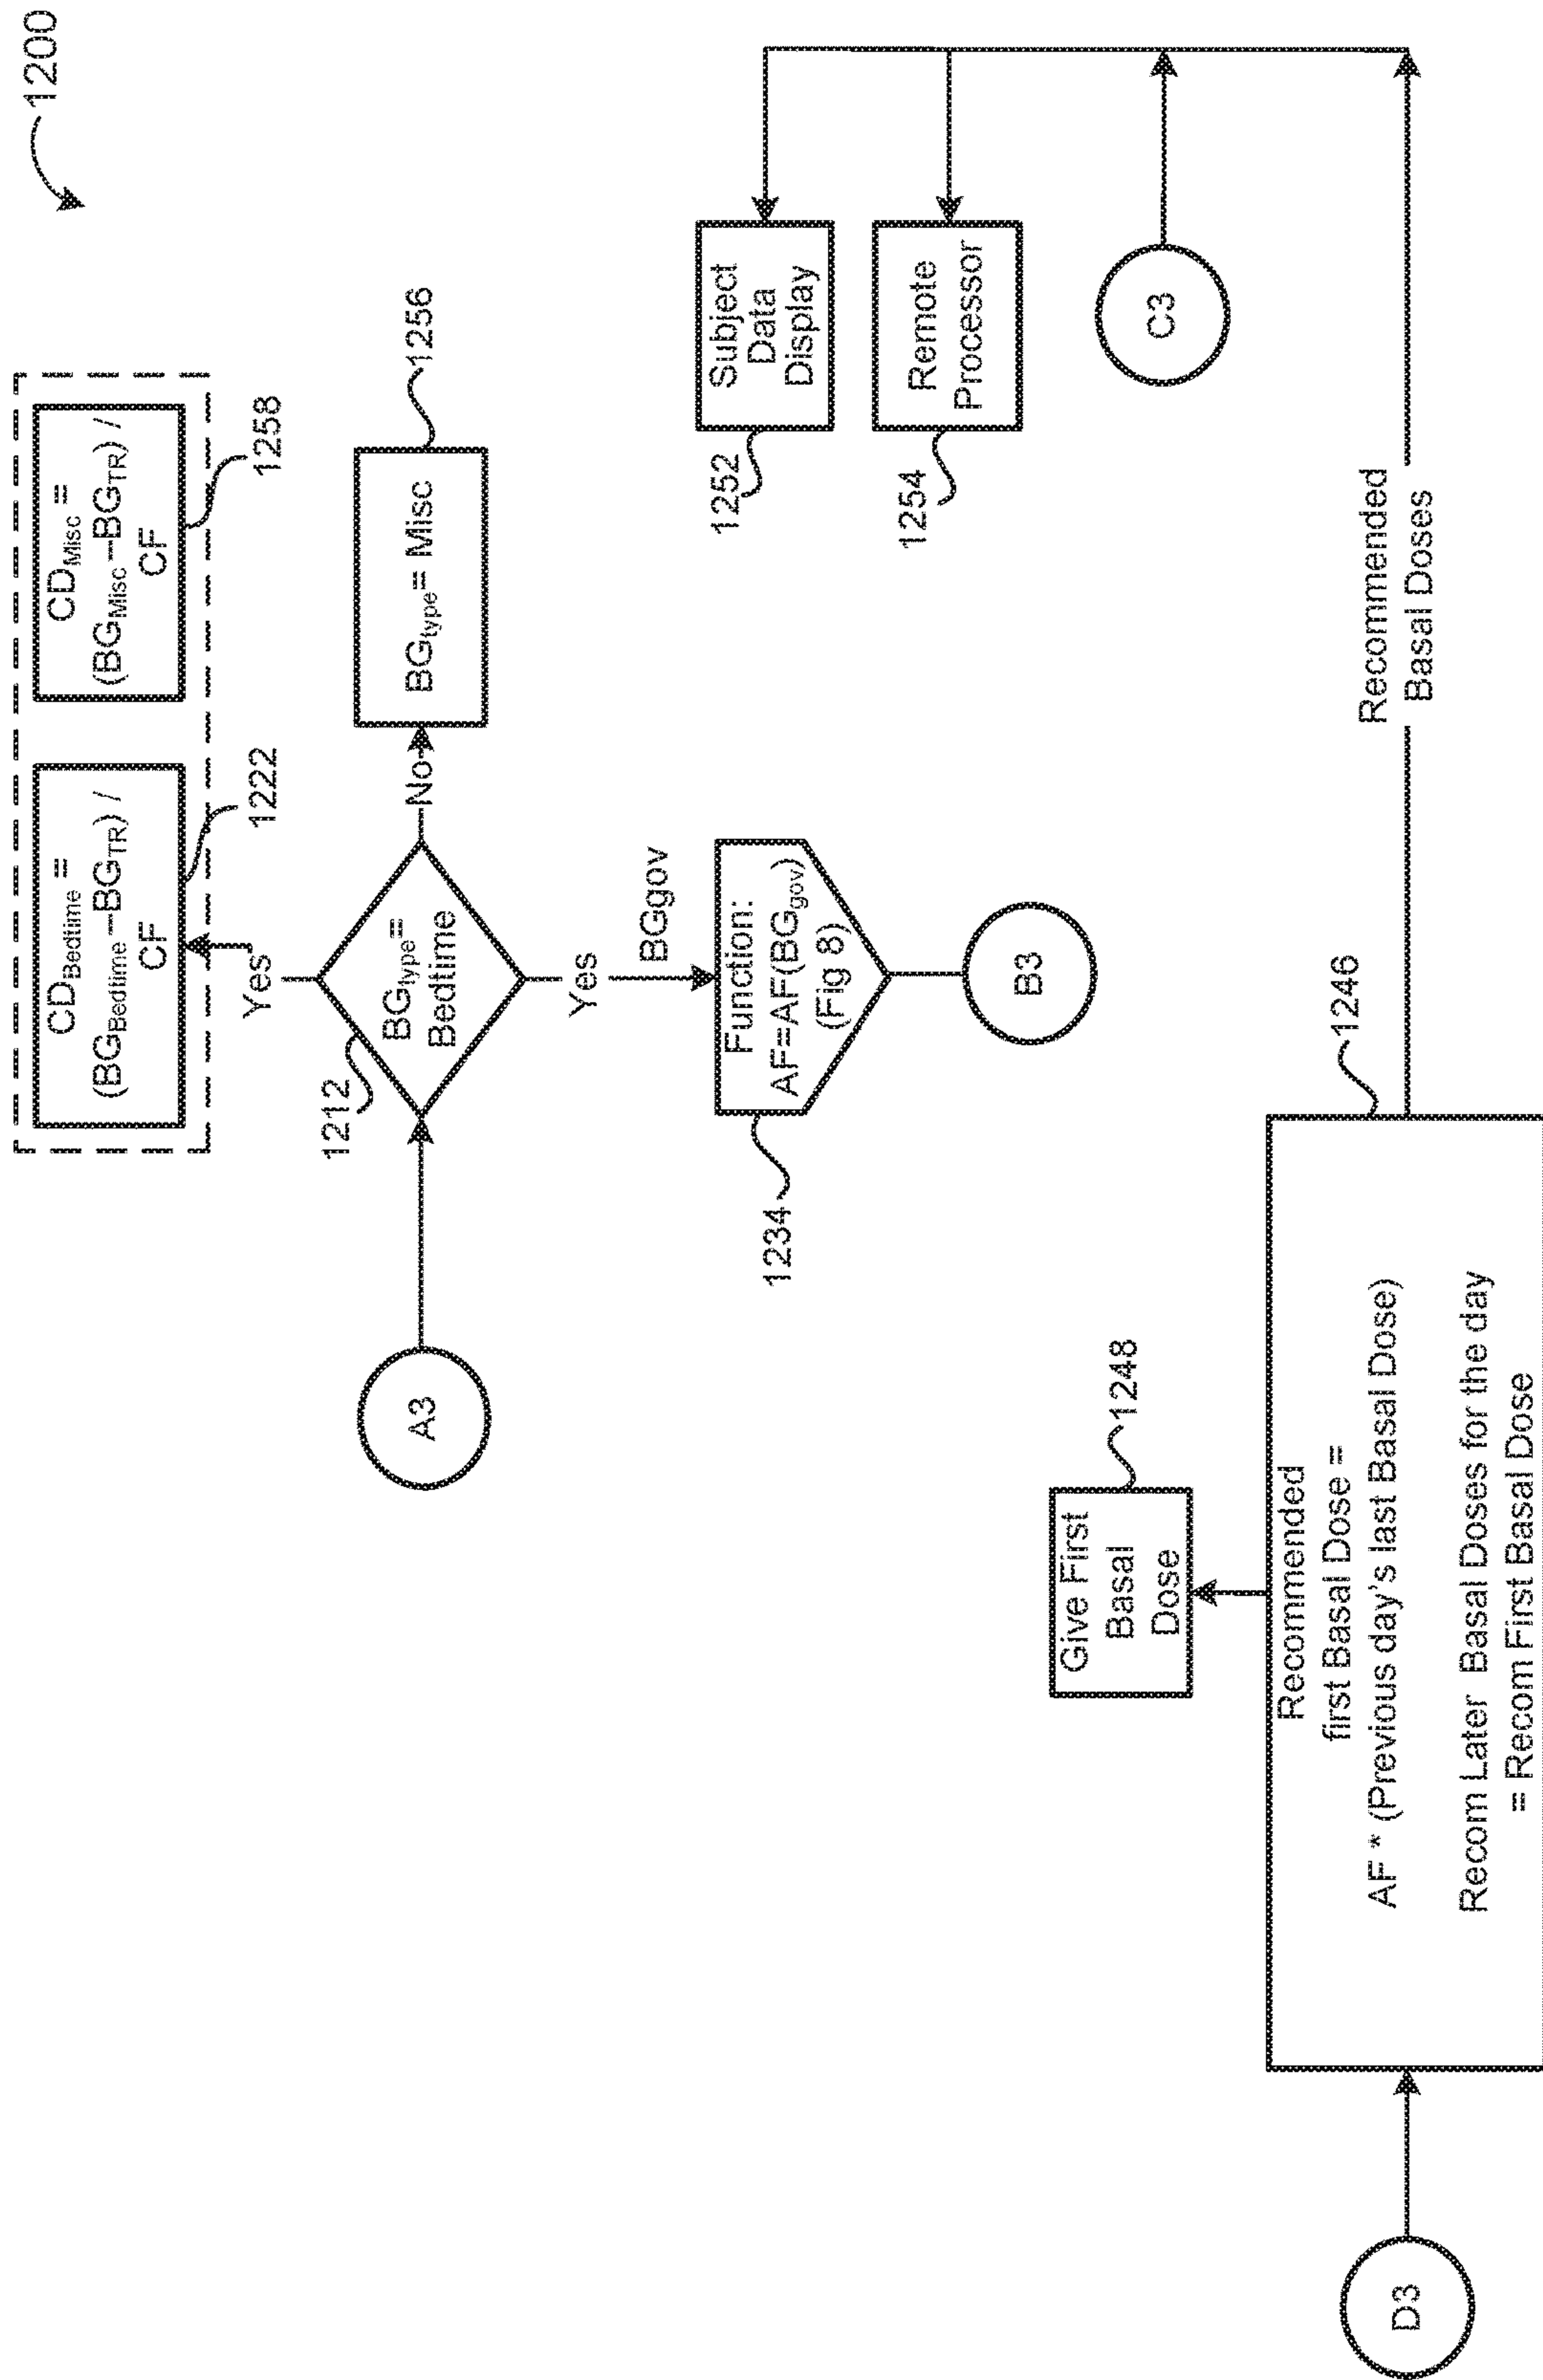 1200
CD_Bedtime =
(BG_Bedtime–BG_TR) /
CF
1222
CD_Misc =
(BG_Misc–BG_TR) /
CF
1258
Yes
A3
1212
BG_type=
Bedtime
No
BG_type= Misc
1256
Yes
BGgov
Function:
AF=AF(BG_gov)
(Fig 8)
1234
B3
Subject
Data
Display
1252
Remote
Processor
1254
C3
Give First
Basal
Dose
1248
D3
Recommended
first Basal Dose =
AF * (Previous day's last Basal Dose)
Recom Later Basal Doses for the day
= Recom First Basal Dose
1246
Recommended
Basal Doses